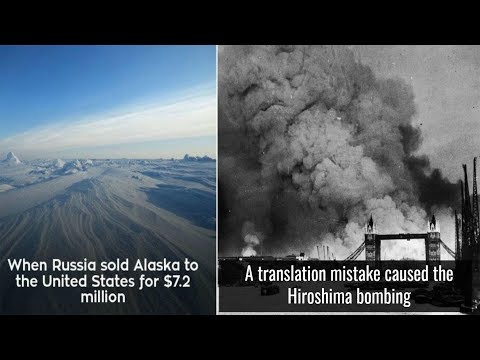 When Russia sold Alaska to
the United States for $7.2
million
A translation mistake caused the
Hiroshima bombing